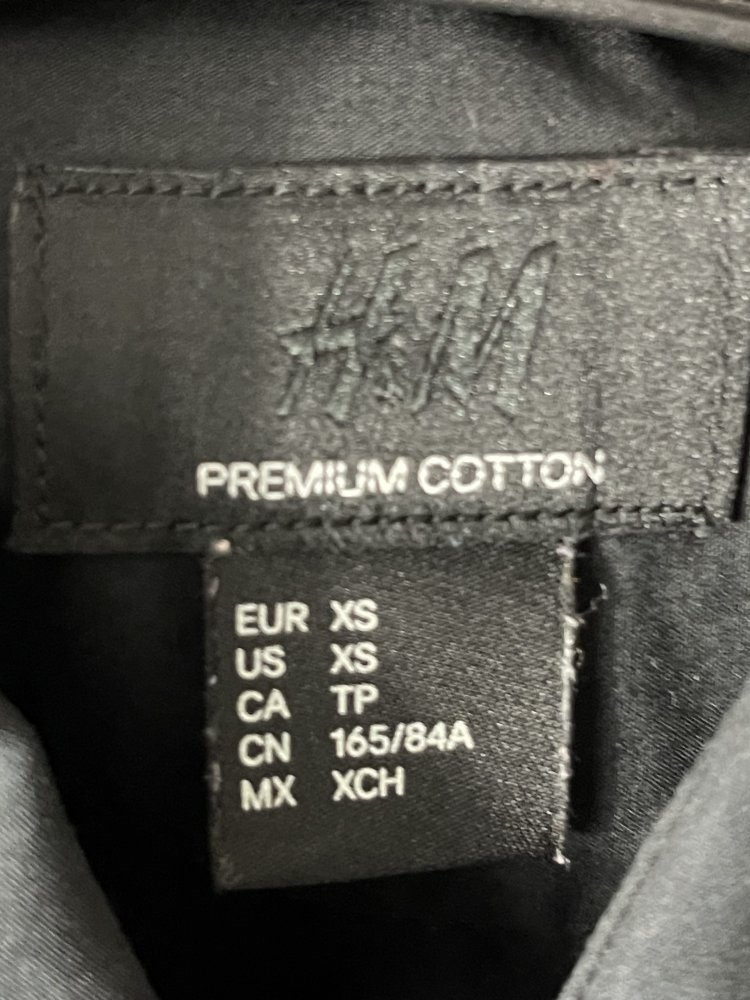 H&M
PREMIUM COTTON
EUR XS
US XS
CA TP
CN 165/84A
MX XCH